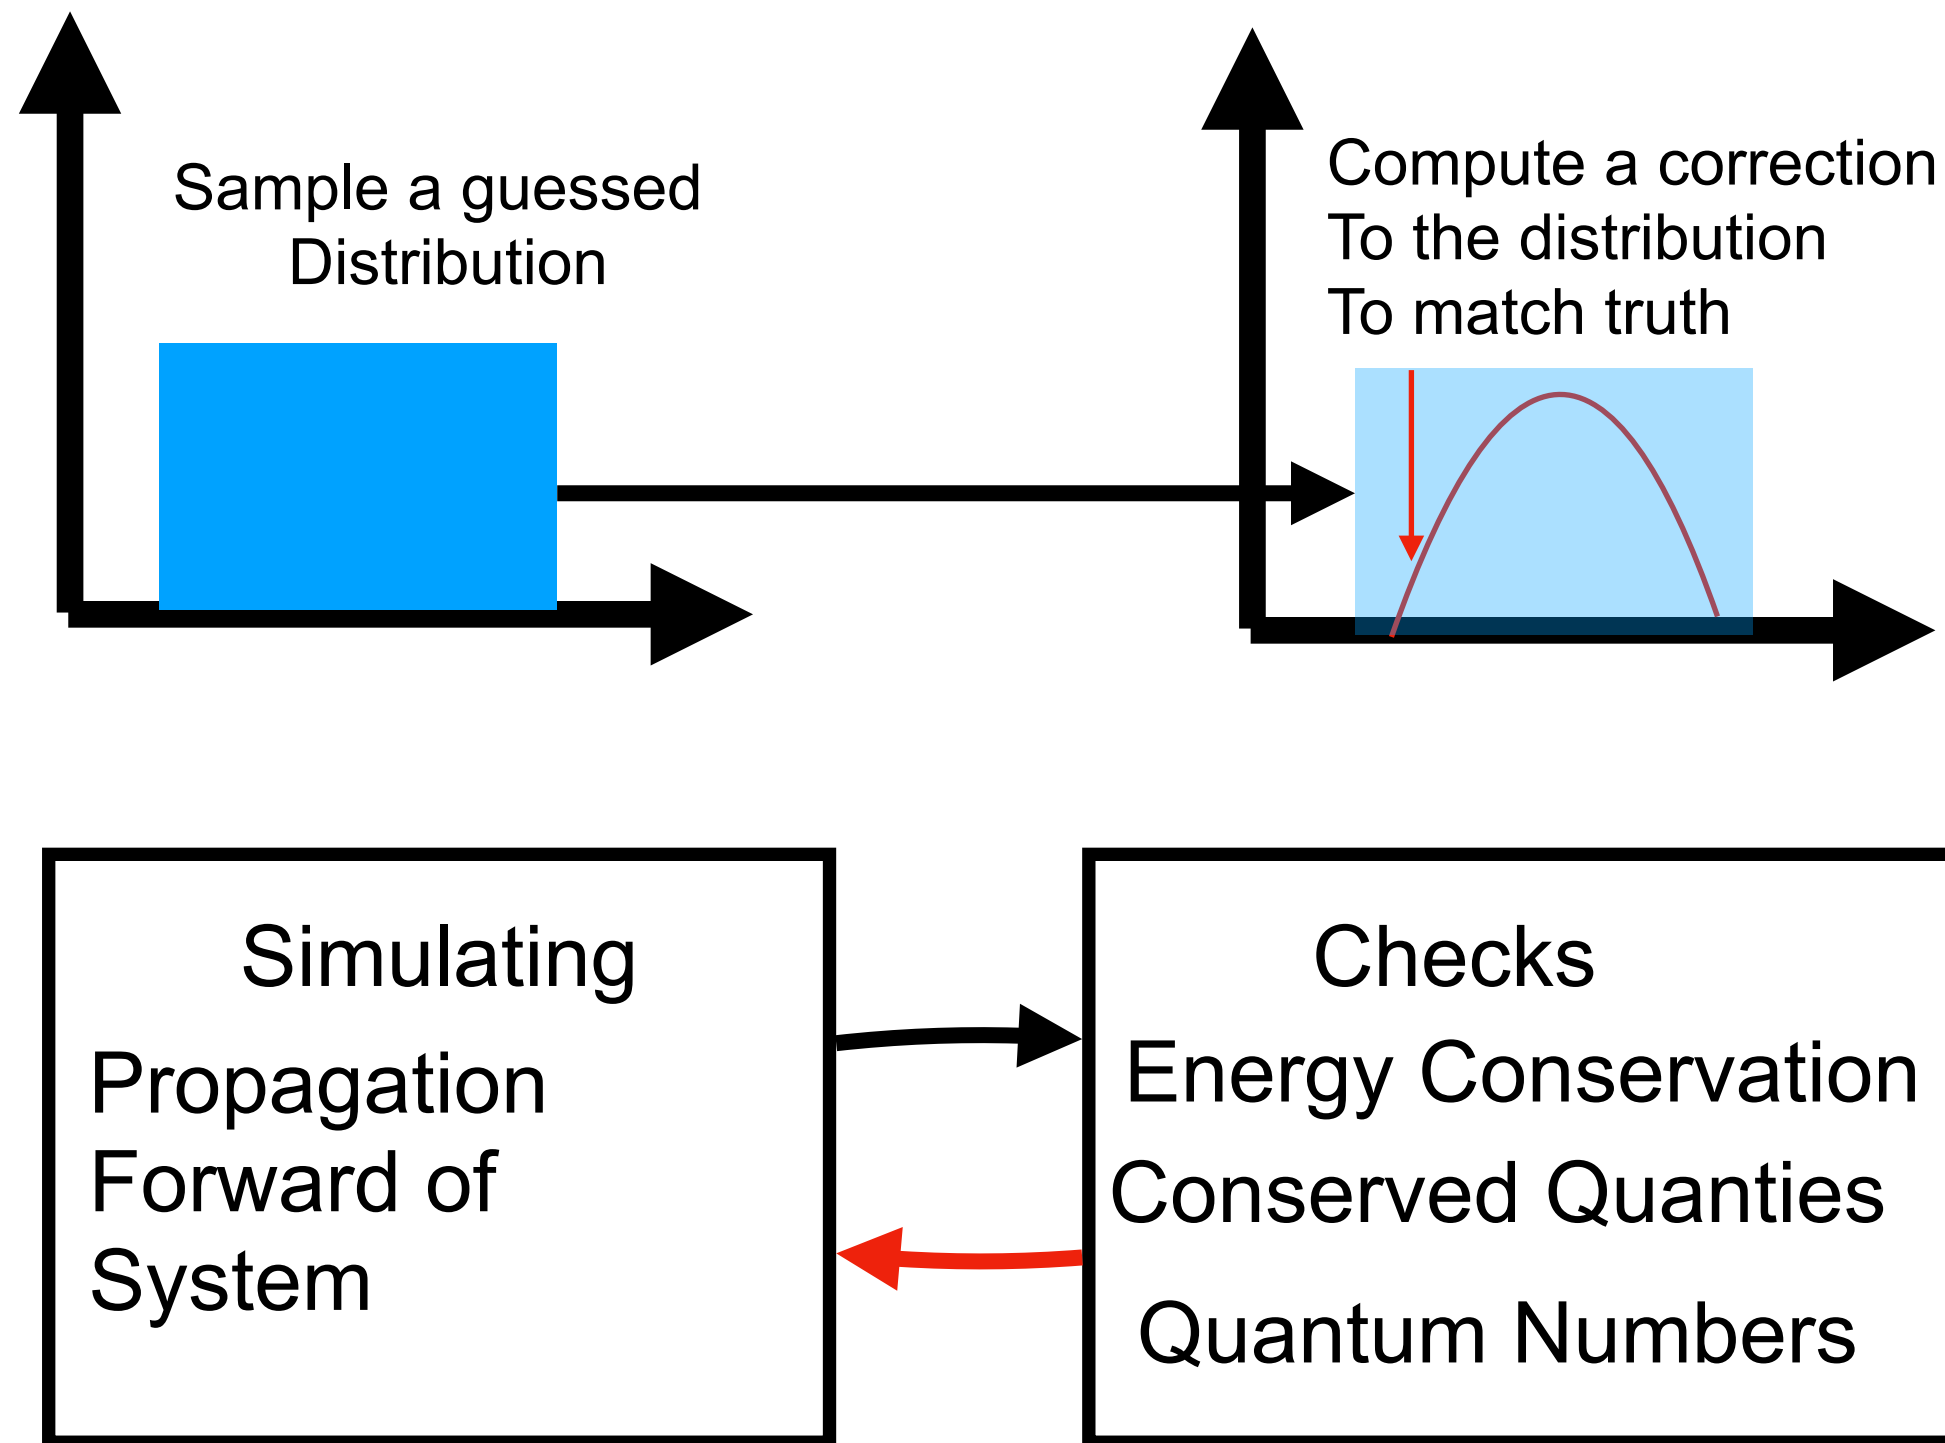 Sample a guessed
Distribution
Compute a correction
To the distribution
To match truth
Simulating
Propagation
Forward of
System
Checks
Energy Conservation
Conserved Quanties
Quantum Numbers